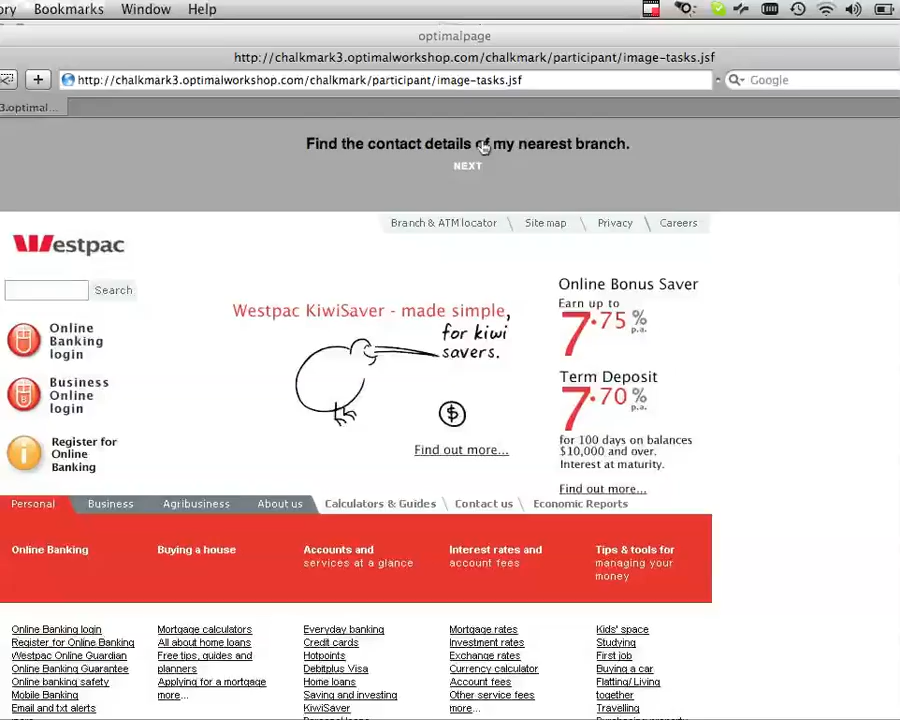 ory Bookmarks Window Help
optimalpage
http://chalkmark3.optimalworkshop.com/chalkmark/participant/image-tasks.jsf
+ http://chalkmark3.optimalworkshop.com/chalkmark/participant/image-tasks.jsf Google
3.optimal...
Find the contact details of my nearest branch.
NEXT
Branch & ATM locator Site map Privacy Careers
Westpac
Search
Online Banking login
Business Online login
Register for Online Banking
Westpac KiwiSaver - made simple,
for kiwi
savers.
$
Find out more...
Online Bonus Saver
Earn up to
7.75 % p.a.
Term Deposit
7.70 % p.a.
for 100 days on balances
$10,000 and over.
Interest at maturity.
Find out more...
Personal Business Agribusiness About us Calculators & Guides Contact us Economic Reports
Online Banking
Buying a house
Accounts and
services at a glance
Interest rates and
account fees
Tips & tools for
managing your
money
Online Banking login
Register for Online Banking
Westpac Online Guardian
Online Banking Guarantee
Online banking safety
Mobile Banking
Email and txt alerts
more...
Mortgage calculators
All about home loans
Free tips, guides and
planners
Applying for a mortgage
more...
Everyday banking
Credit cards
Hotpoints
Debitplus Visa
Home loans
Saving and investing
KiwiSaver
Mortgage rates
Investment rates
Exchange rates
Currency calculator
Account fees
Other service fees
more...
Kids' space
Studying
First job
Buying a car
Flatting/ Living
together
Travelling